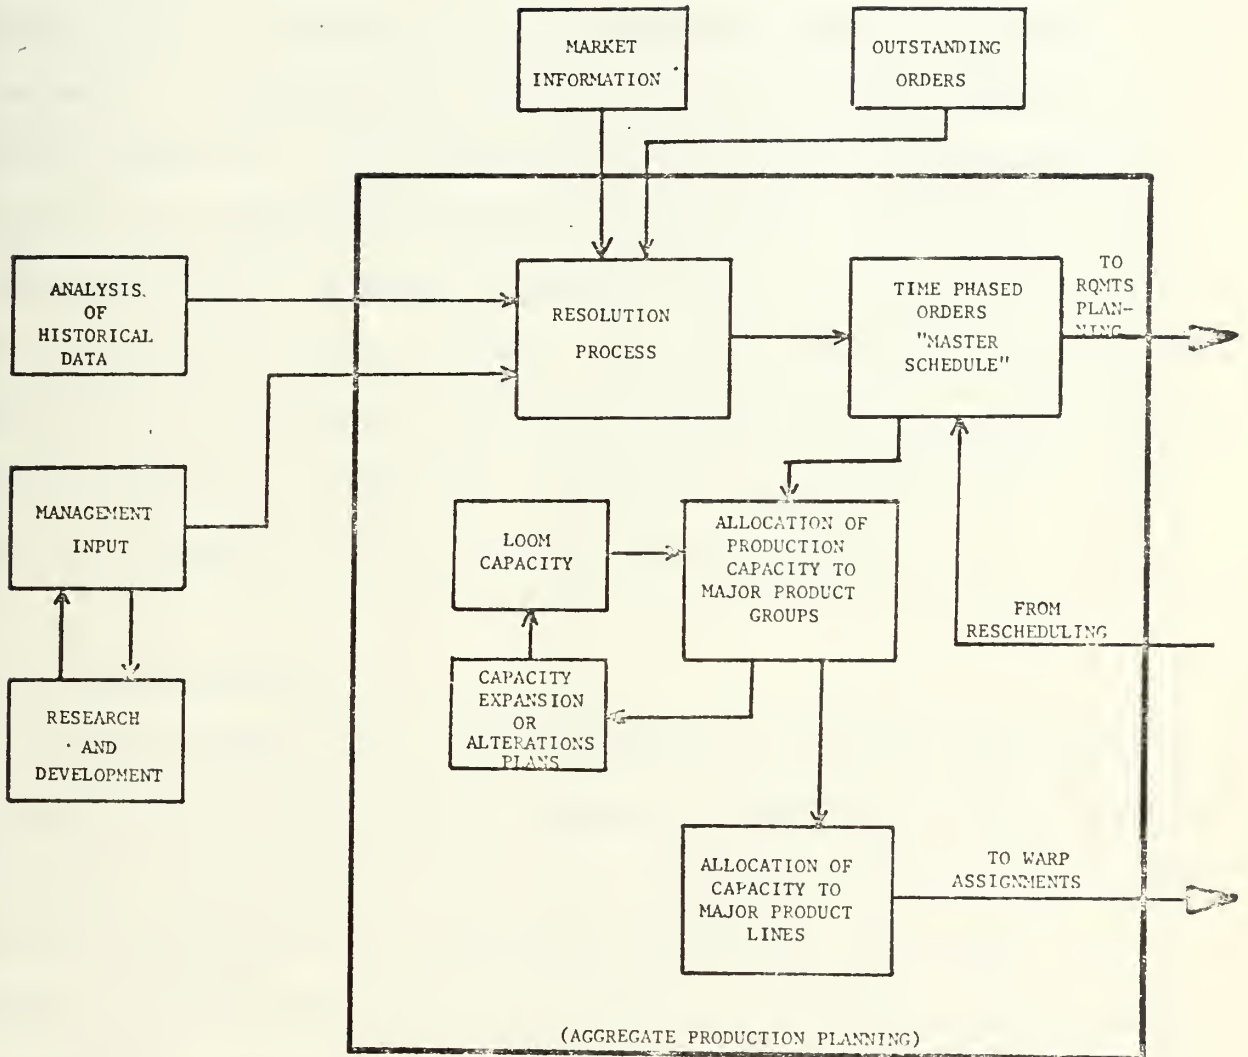 MARKET
INFORMATION
OUTSTANDING
ORDERS
ANALYSIS
OF
HISTORICAL
DATA
RESOLUTION
PROCESS
TIME PHASED
ORDERS
"MASTER
SCHEDULE"
TO
RQMTS
PLAN-
NING
MANAGEMENT
INPUT
LOOM
CAPACITY
ALLOCATION OF
PRODUCTION
CAPACITY TO
MAJOR PRODUCT
GROUPS
FROM
RESCHEDULING
RESEARCH
AND
DEVELOPMENT
CAPACITY
EXPANSION
OR
ALTERATIONS
PLANS
ALLOCATION OF
CAPACITY TO
MAJOR PRODUCT
LINES
TO WARP
ASSIGNMENTS
(AGGREGATE PRODUCTION PLANNING)